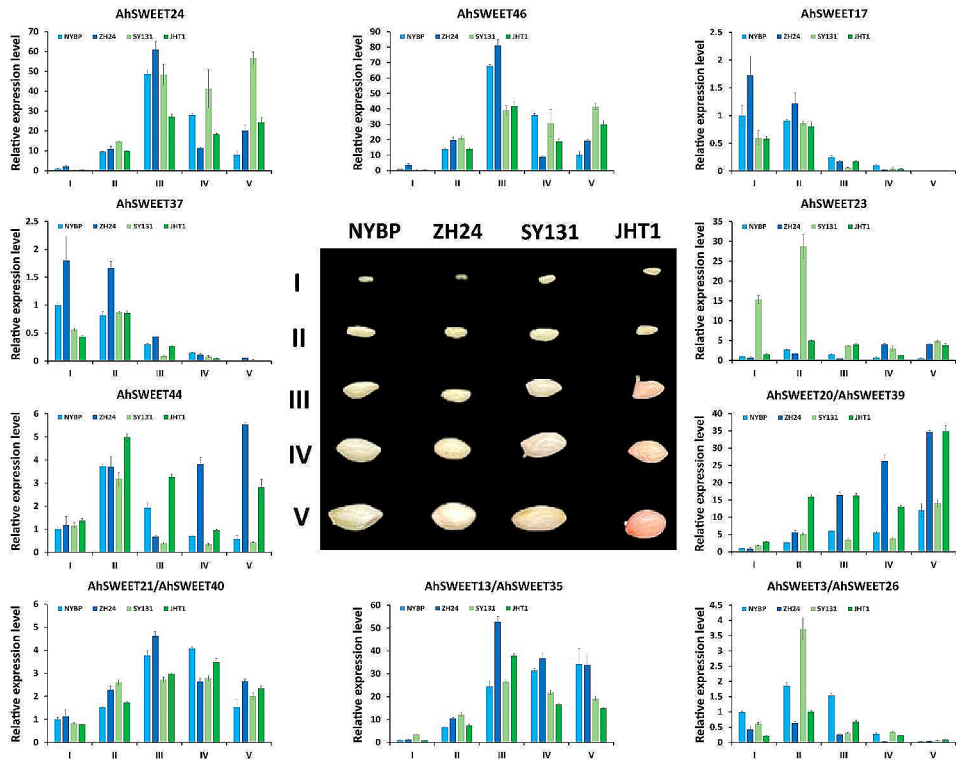 AhSWEET24
NYBP ZH24 SY131 JHT1
Relative expression level
70
60
50
40
30
20
10
0
I II III IV V
AhSWEET46
NYBP ZH24 SY131 JHT1
Relative expression level
90
80
70
60
50
40
30
20
10
0
I II III IV V
AhSWEET17
NYBP ZH24 SY131 JHT1
Relative expression level
2.5
2
1.5
1
0.5
0
I II III IV V
AhSWEET37
NYBP ZH24 SY131 JHT1
Relative expression level
2.5
2
1.5
1
0.5
0
I II III IV V
NYBP ZH24 SY131 JHT1
I
II
III
IV
V
AhSWEET23
NYBP ZH24 SY131 JHT1
Relative expression level
35
30
25
20
15
10
5
0
I II III IV V
AhSWEET44
NYBP ZH24 SY131 JHT1
Relative expression level
6
5
4
3
2
1
0
I II III IV V
AhSWEET20/AhSWEET39
NYBP ZH24 SY131 JHT1
Relative expression level
40
35
30
25
20
15
10
5
0
I II III IV V
AhSWEET21/AhSWEET40
NYBP ZH24 SY131 JHT1
Relative expression level
6
5
4
3
2
1
0
I II III IV V
AhSWEET13/AhSWEET35
NYBP ZH24 SY131 JHT1
Relative expression level
60
50
40
30
20
10
0
I II III IV V
AhSWEET3/AhSWEET26
NYBP ZH24 SY131 JHT1
Relative expression level
4.5
4
3.5
3
2.5
2
1.5
1
0.5
0
I II III IV V